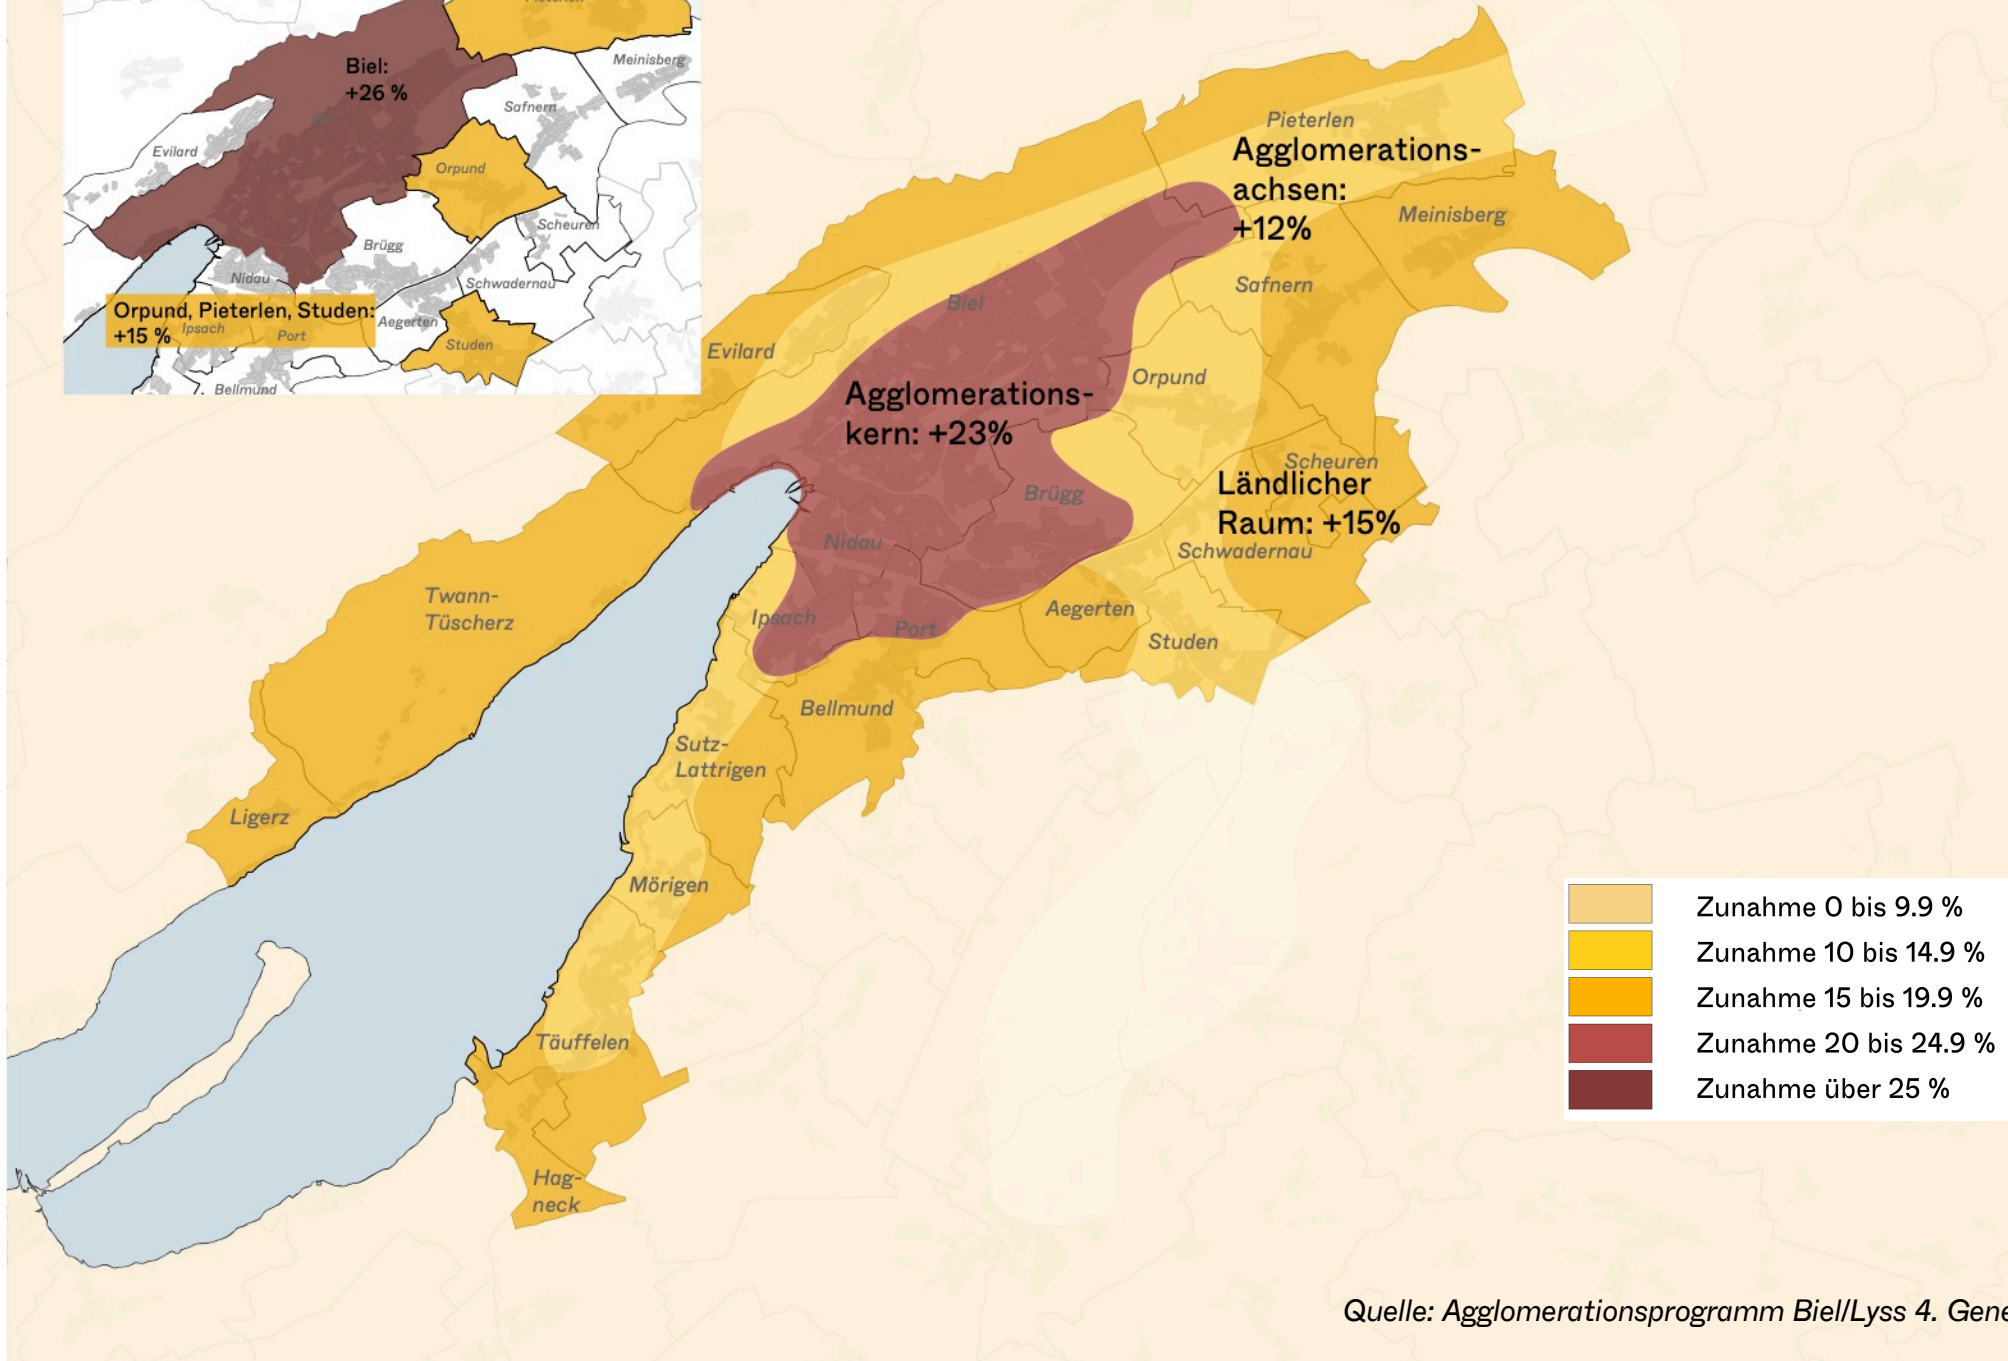 Meinisberg
Biel:
+26 %
Safnern
Evilard
Orpund
Scheuren
Brügg
Nidau
Schwadernau
Orpund, Pieterlen, Studen:
+15 %
Ipsach
Port
Aegerten
Studen
Bellmund
Pieterlen
Agglomerations-
achsen:
+12%
Meinisberg
Safnern
Biel
Evilard
Orpund
Agglomerations-
kern: +23%
Scheuren
Ländlicher
Raum: +15%
Brügg
Nidau
Schwadernau
Twann-
Tüscherz
Ipsach
Port
Aegerten
Studen
Bellmund
Sutz-
Lattrigen
Ligerz
Mörigen
Täuffelen
Hag-
neck
Zunahme 0 bis 9.9 %
Zunahme 10 bis 14.9 %
Zunahme 15 bis 19.9 %
Zunahme 20 bis 24.9 %
Zunahme über 25 %
Quelle: Agglomerationsprogramm Biel/Lyss 4. Gene